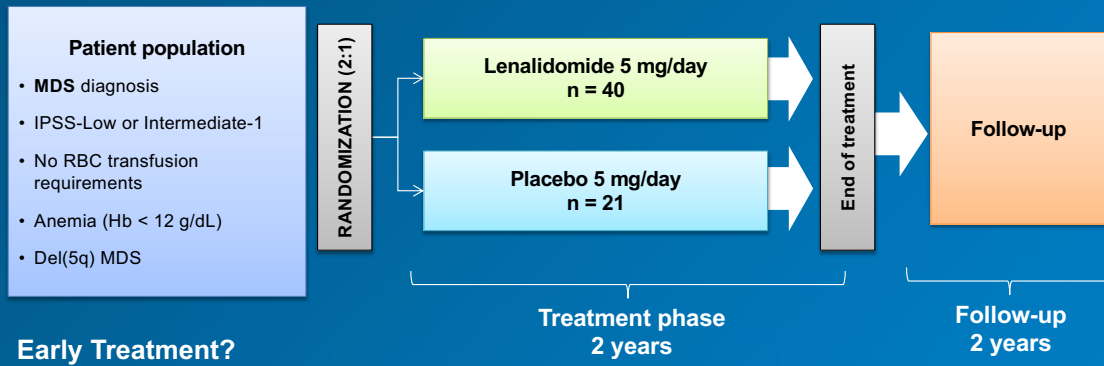 Patient population
• MDS diagnosis
• IPSS-Low or Intermediate-1
• No RBC transfusion
requirements
• Anemia (Hb < 12 g/dL)
• Del(5q) MDS
RANDOMIZATION (2:1)
Lenalidomide 5 mg/day
n = 40
Placebo 5 mg/day
n = 21
End of treatment
Follow-up
Treatment phase
2 years
Follow-up
2 years
Early Treatment?